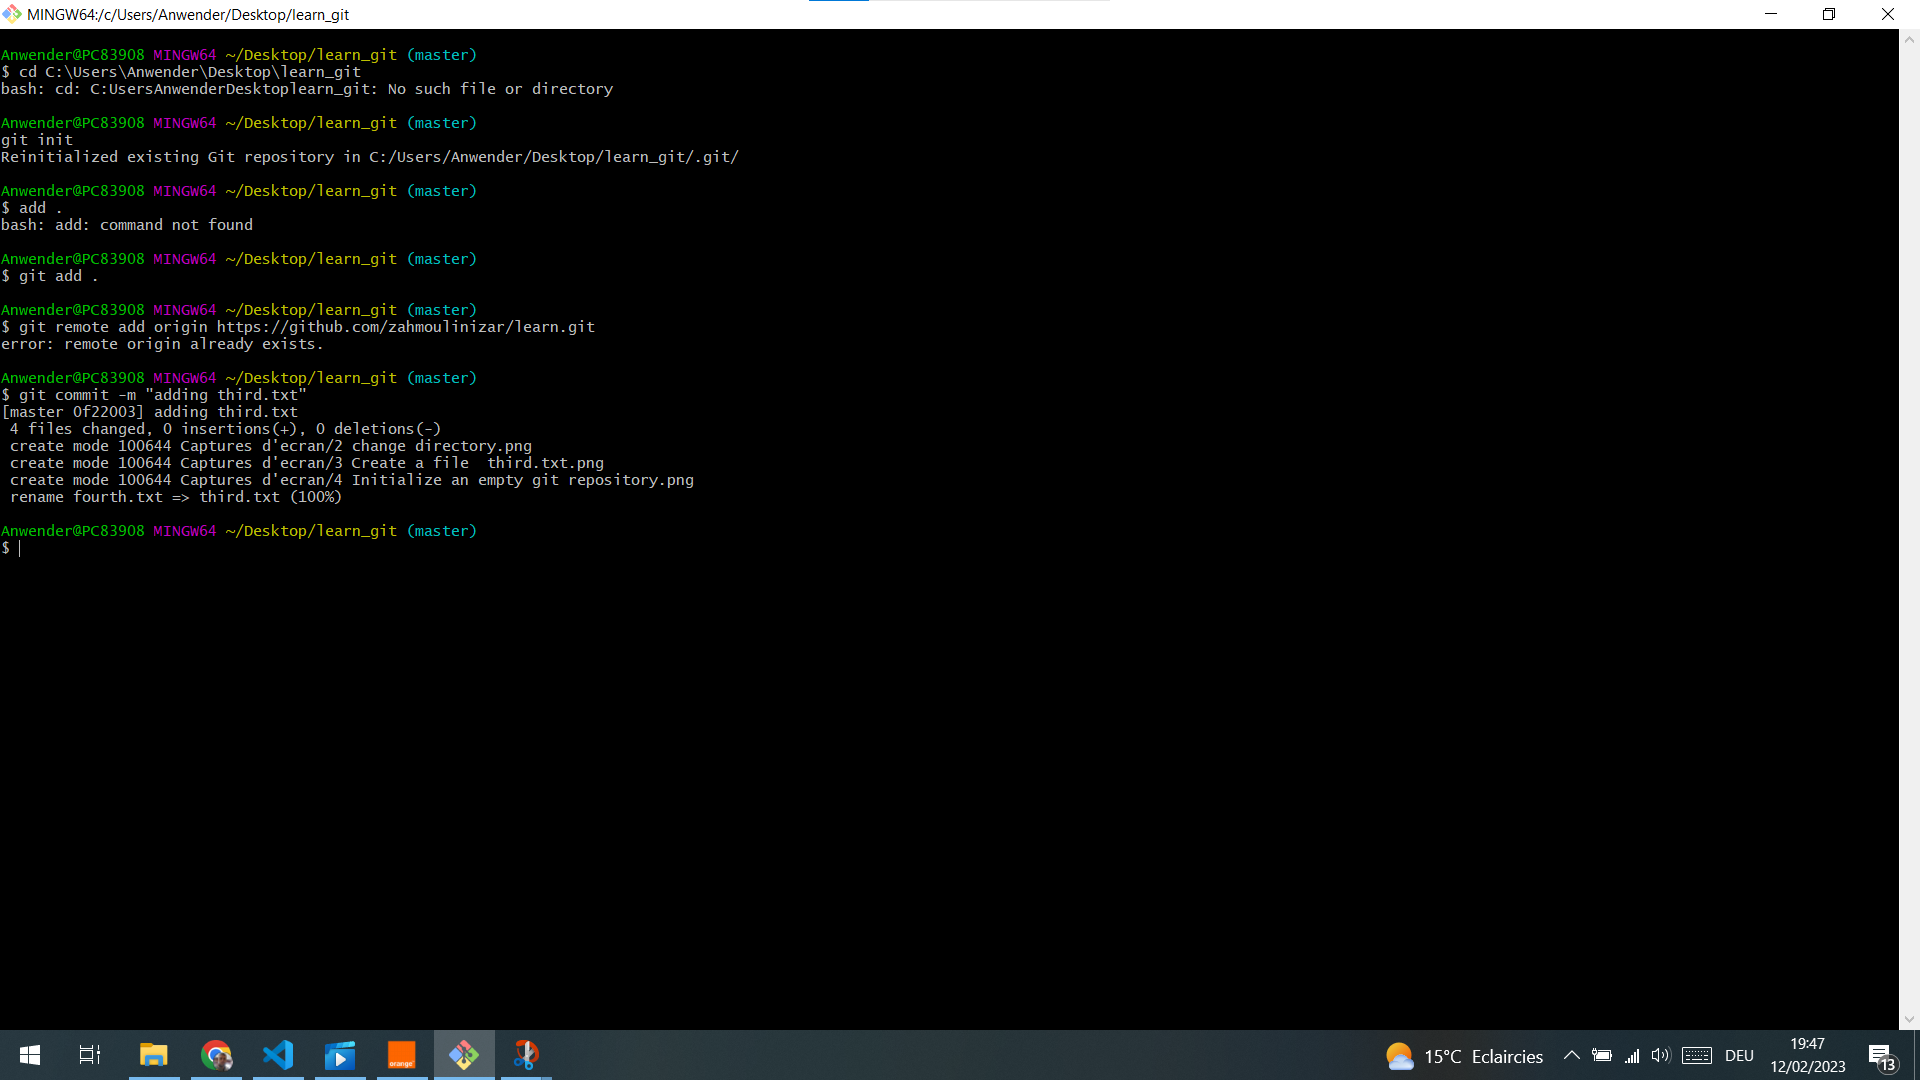 MINGW64:/c/Users/Anwender/Desktop/learn_git
Anwender@PC83908 MINGW64 ~/Desktop/learn_git (master)
$ cd C:\Users\Anwender\Desktop\learn_git
bash: cd: C:UsersAnwenderDesktoplearn_git: No such file or directory
Anwender@PC83908 MINGW64 ~/Desktop/learn_git (master)
git init
Reinitialized existing Git repository in C:/Users/Anwender/Desktop/learn_git/.git/
Anwender@PC83908 MINGW64 ~/Desktop/learn_git (master)
$ add .
bash: add: command not found
Anwender@PC83908 MINGW64 ~/Desktop/learn_git (master)
$ git add .
Anwender@PC83908 MINGW64 ~/Desktop/learn_git (master)
$ git remote add origin https://github.com/zahmoulinizar/learn.git
error: remote origin already exists.
Anwender@PC83908 MINGW64 ~/Desktop/learn_git (master)
$ git commit -m "adding third.txt"
[master 0f22003] adding third.txt
 4 files changed, 0 insertions(+), 0 deletions(-)
 create mode 100644 Captures d'ecran/2 change directory.png
 create mode 100644 Captures d'ecran/3 Create a file  third.txt.png
 create mode 100644 Captures d'ecran/4 Initialize an empty git repository.png
 rename fourth.txt => third.txt (100%)
Anwender@PC83908 MINGW64 ~/Desktop/learn_git (master)
$
orange
15°C Eclaircies
DEU
19:47
12/02/2023
13